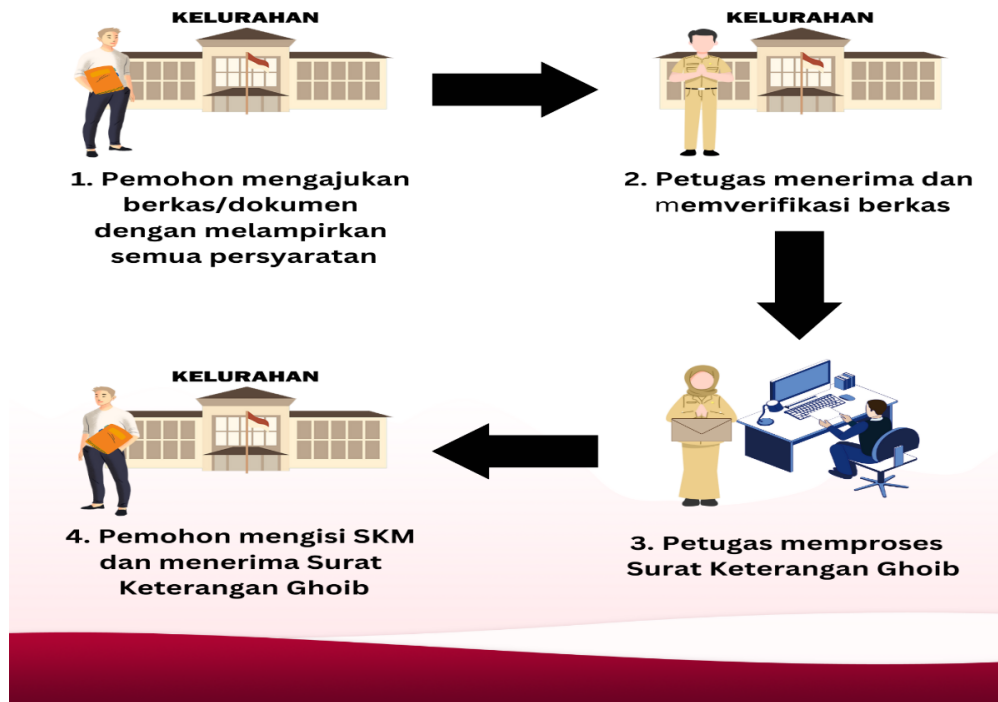 KELURAHAN
1. Pemohon mengajukan
berkas/dokumen
dengan melampirkan
semua persyaratan
KELURAHAN
2. Petugas menerima dan
memverifikasi berkas
3. Petugas memproses
Surat Keterangan Ghoib
KELURAHAN
4. Pemohon mengisi SKM
dan menerima Surat
Keterangan Ghoib